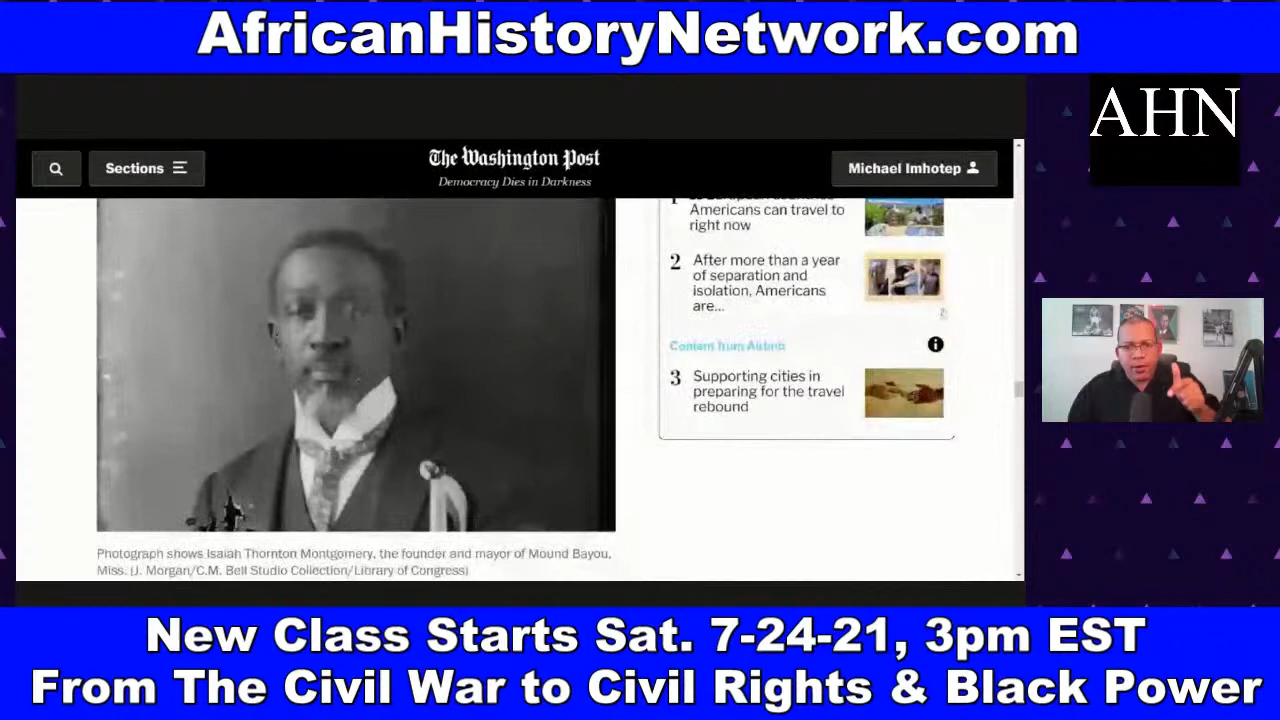 AfricanHistoryNetwork.com
AHN
Sections
The Washington Post
Democracy Dies in Darkness
Michael Imhotep
Americans can travel to
right now
2
After more than a year
of separation and
isolation, Americans
are...
Content from Airbnb
3
Supporting cities in
preparing for the travel
rebound
Photograph shows Isaiah Thornton Montgomery, the founder and mayor of Mound Bayou,
Miss. (J. Morgan/C.M. Bell Studio Collection/Library of Congress)
New Class Starts Sat. 7-24-21, 3pm EST
From The Civil War to Civil Rights & Black Power